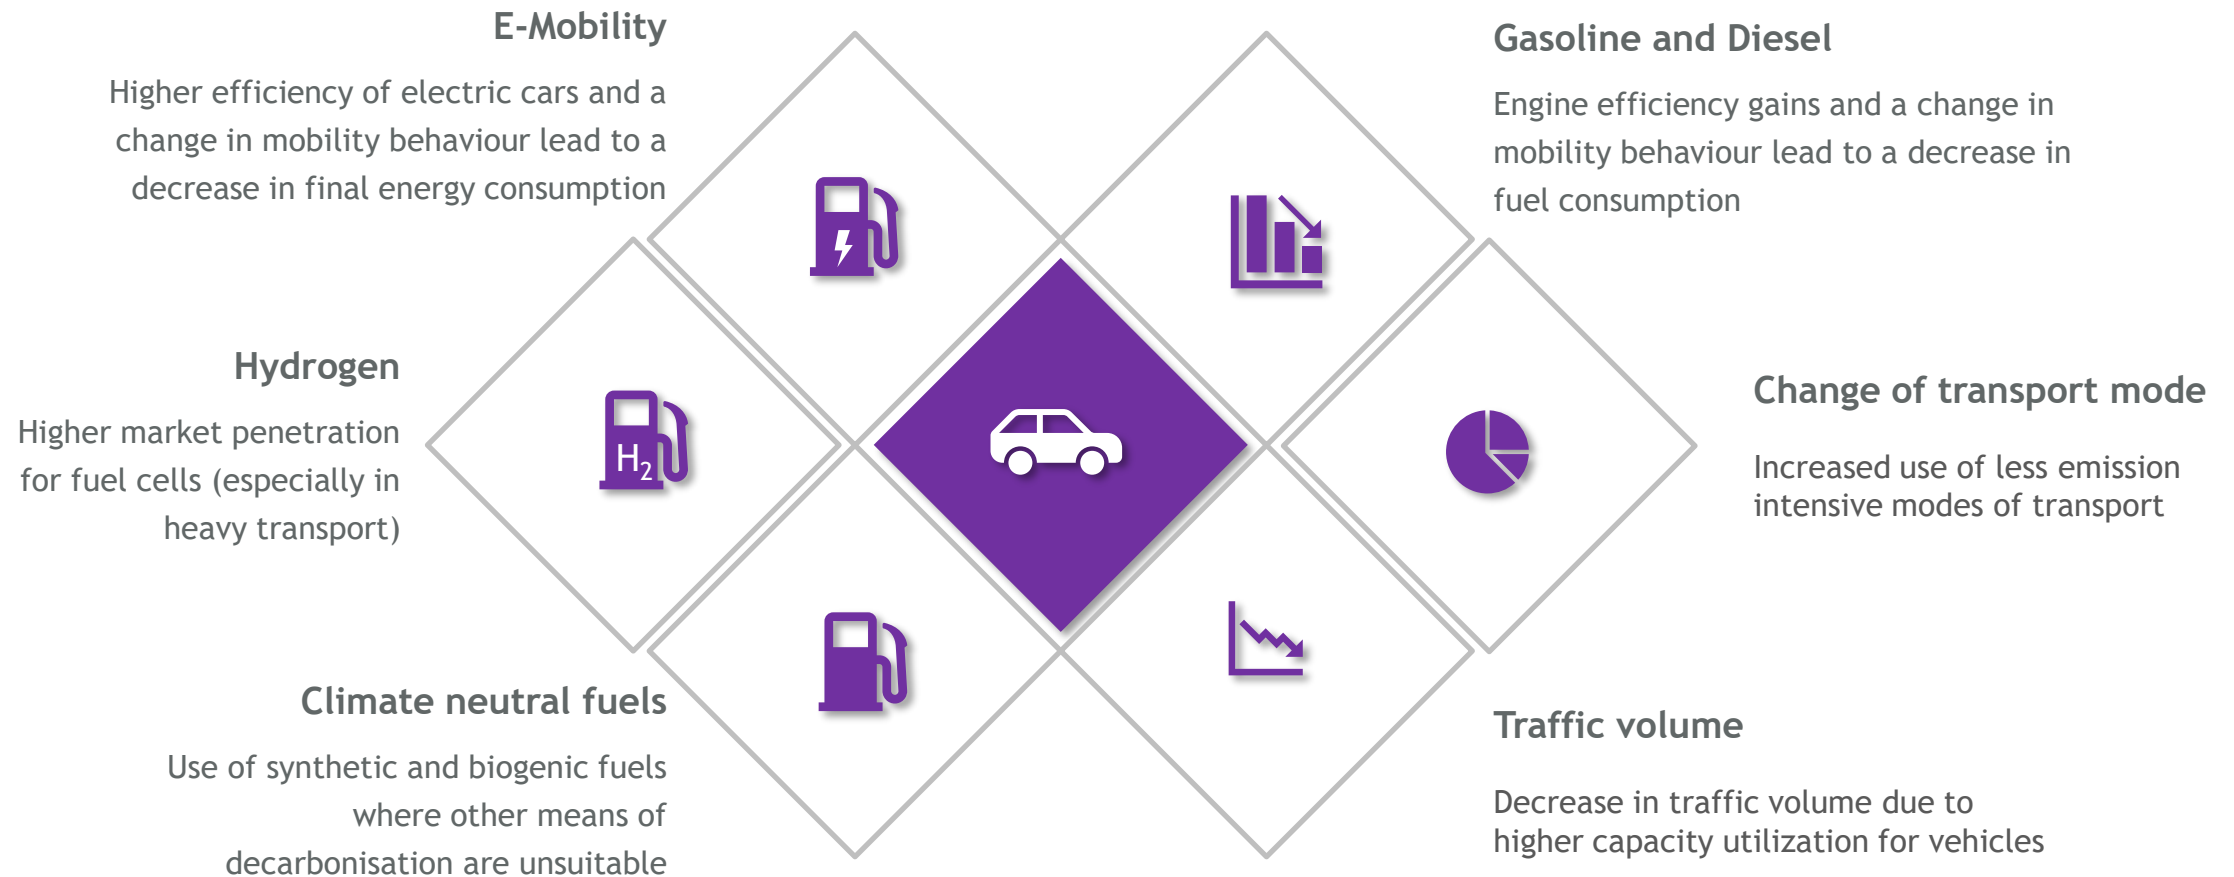 E-Mobility
Higher efficiency of electric cars and a
change in mobility behaviour lead to a
decrease in final energy consumption
Gasoline and Diesel
Engine efficiency gains and a change in
mobility behaviour lead to a decrease in
fuel consumption
Hydrogen
Higher market penetration
for fuel cells (especially in
heavy transport)
H2
Change of transport mode
Increased use of less emission
intensive modes of transport
Climate neutral fuels
Use of synthetic and biogenic fuels
where other means of
decarbonisation are unsuitable
Traffic volume
Decrease in traffic volume due to
higher capacity utilization for vehicles